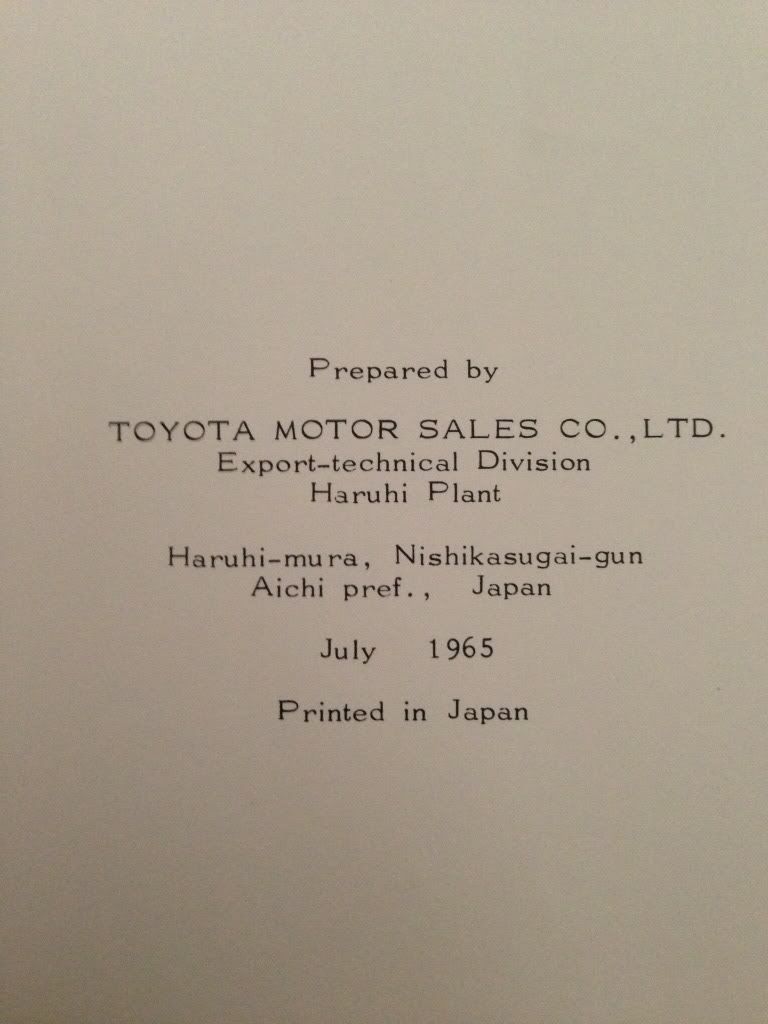 Prepared by
TOYOTA MOTOR SALES CO.,LTD.
Export-technical Division
Haruhi Plant
Haruhi-mura, Nishikasugai-gun
Aichi pref., Japan
July 1965
Printed in Japan